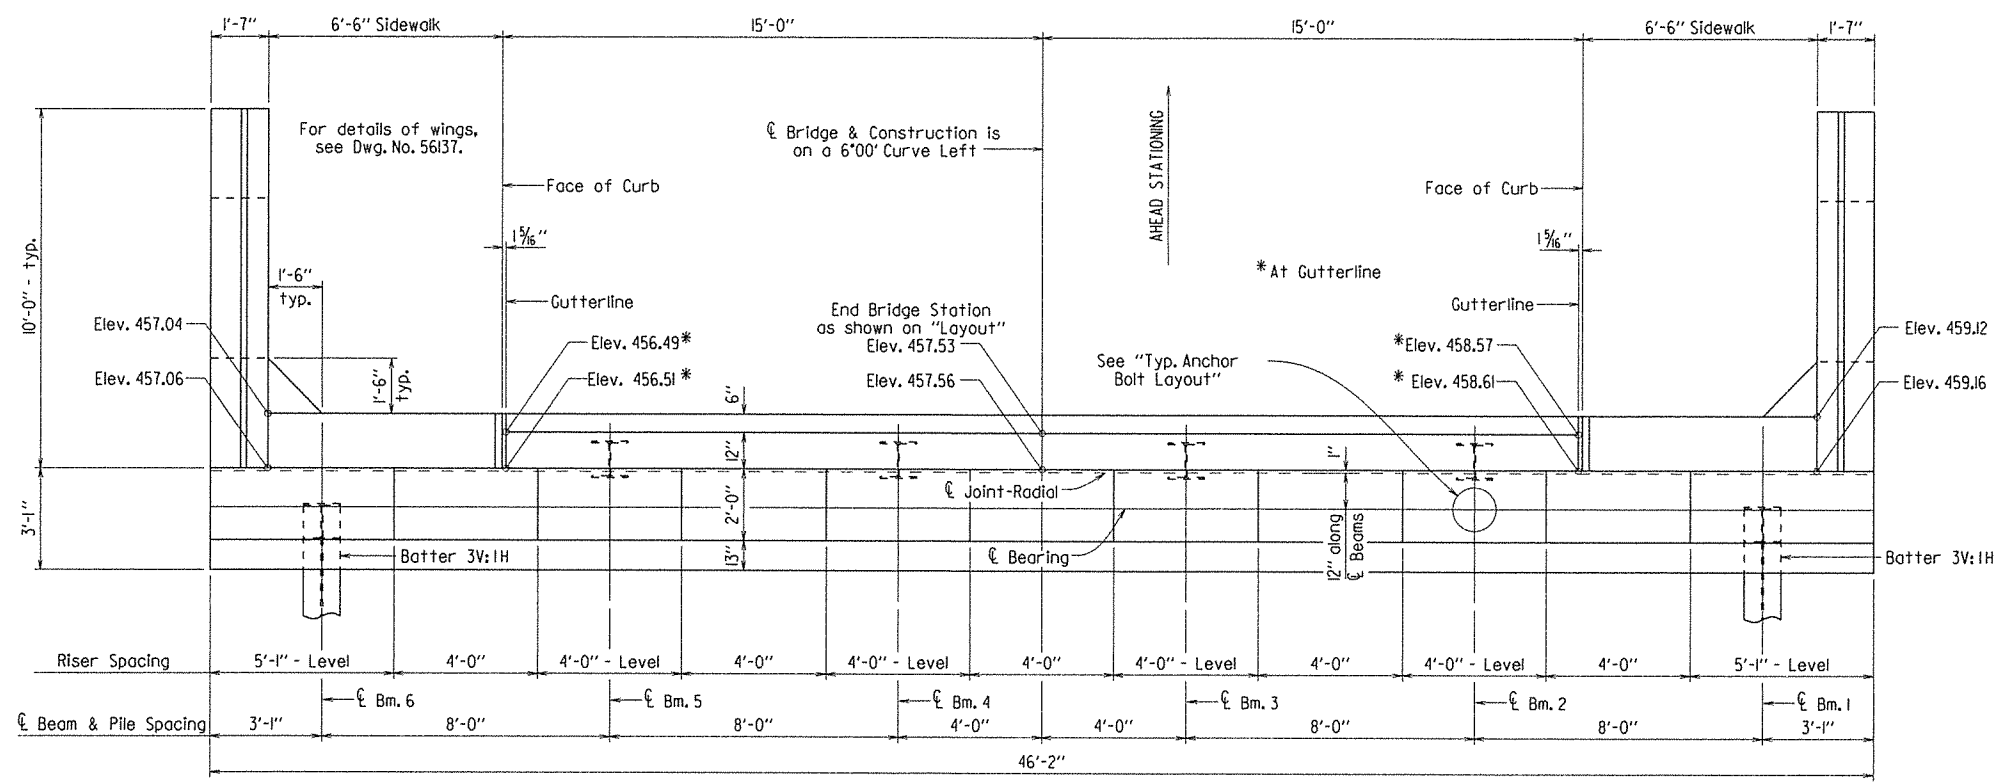 1'-7" 6'-6" Sidewalk 15'-0" 15'-0" 6'-6" Sidewalk 1'-7"
For details of wings,
see Dwg. No. 56137.
℄ Bridge & Construction is
on a 6°00' Curve Left
AHEAD STATIONING
Face of Curb
Face of Curb
10'-0" - typ.
1 5/16"
1 5/16"
*At Gutterline
1'-6"
typ.
Gutterline
Gutterline
End Bridge Station
as shown on "Layout"
Elev. 457.04
Elev. 456.49*
Elev. 457.53
*Elev. 458.57
Elev. 459.12
See "Typ. Anchor
Bolt Layout"
Elev. 457.06
1'-6"
typ.
Elev. 456.51*
Elev. 457.56
* Elev. 458.61
Elev. 459.16
6"
12"
1"
℄ Joint-Radial
3'-1"
2'-0"
13"
Batter 3V:1H
℄ Bearing
12" along
℄ Beams
Batter 3V:1H
Riser Spacing 5'-1" - Level 4'-0" 4'-0" - Level 4'-0" 4'-0" - Level 4'-0" 4'-0" - Level 4'-0" 4'-0" - Level 4'-0" 5'-1" - Level
℄ Bm. 6 ℄ Bm. 5 ℄ Bm. 4 ℄ Bm. 3 ℄ Bm. 2 ℄ Bm. 1
℄ Beam & Pile Spacing 3'-1" 8'-0" 8'-0" 4'-0" 4'-0" 8'-0" 8'-0" 3'-1"
46'-2"